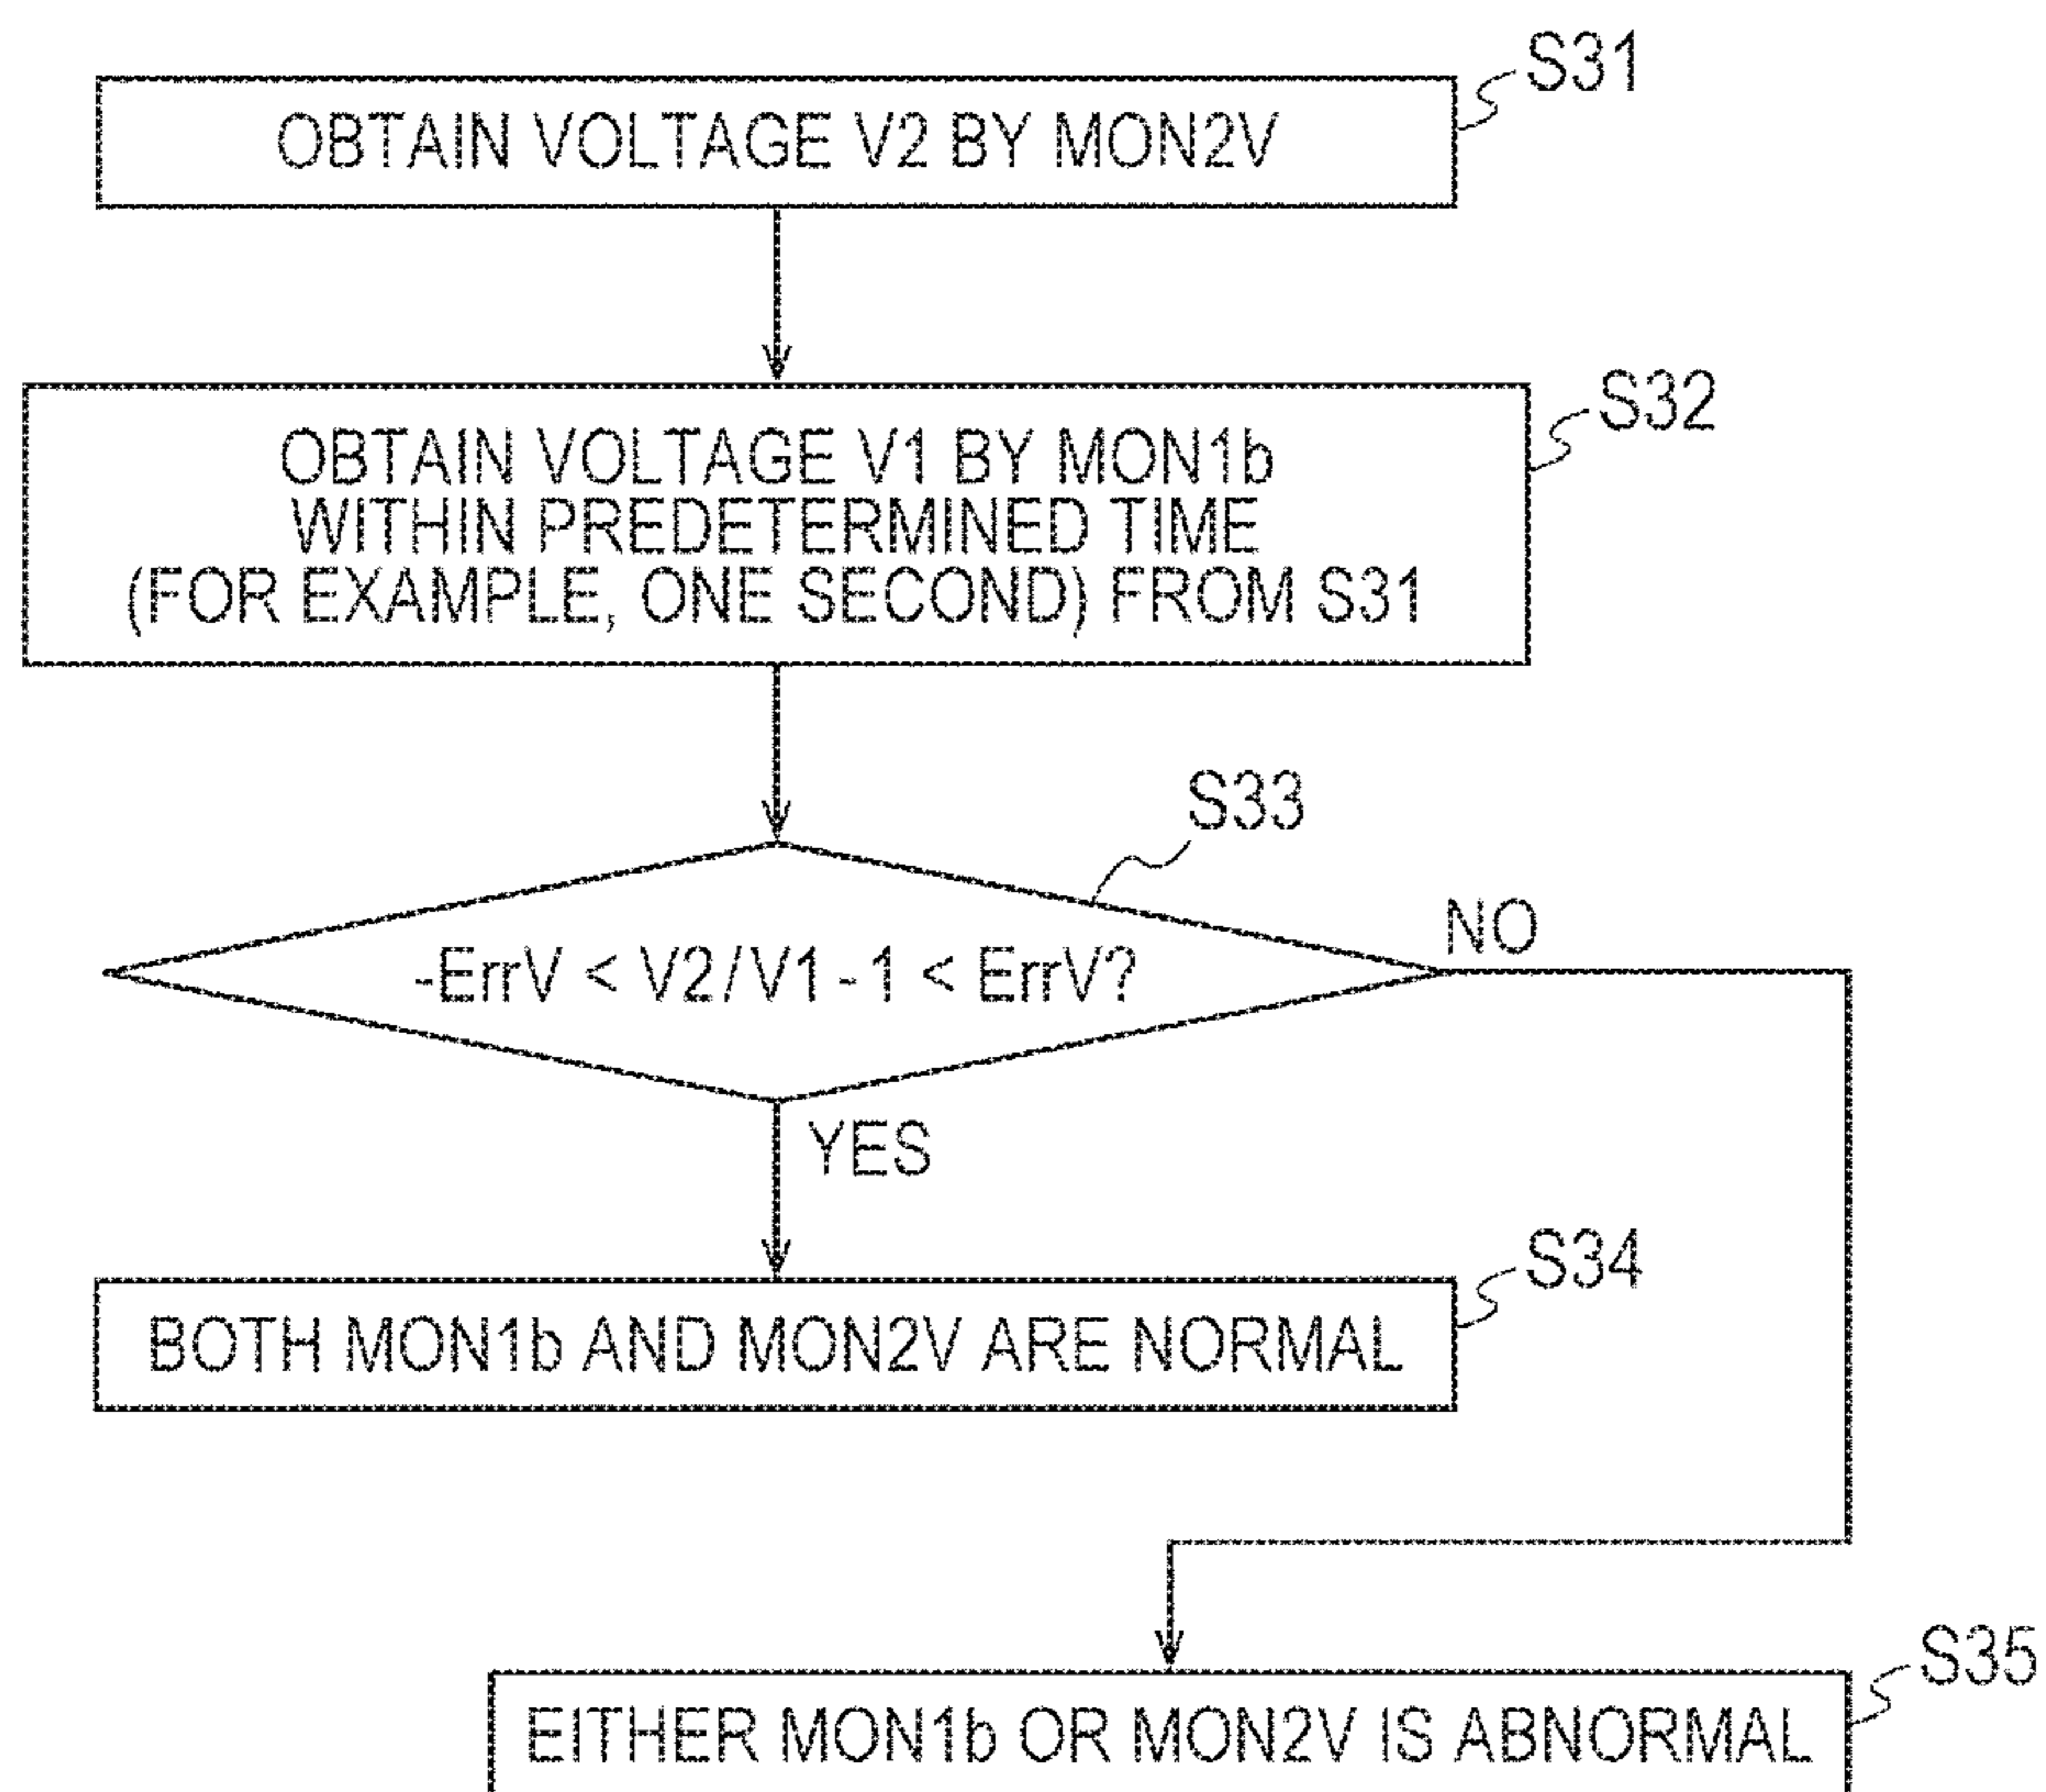 S31
OBTAIN VOLTAGE V2 BY MON2V
S32
OBTAIN VOLTAGE V1 BY MON1b
WITHIN PREDETERMINED TIME
(FOR EXAMPLE, ONE SECOND) FROM S31
S33
-ErrV < V2/V1 - 1 < ErrV?
NO
YES
S34
BOTH MON1b AND MON2V ARE NORMAL
S35
EITHER MON1b OR MON2V IS ABNORMAL